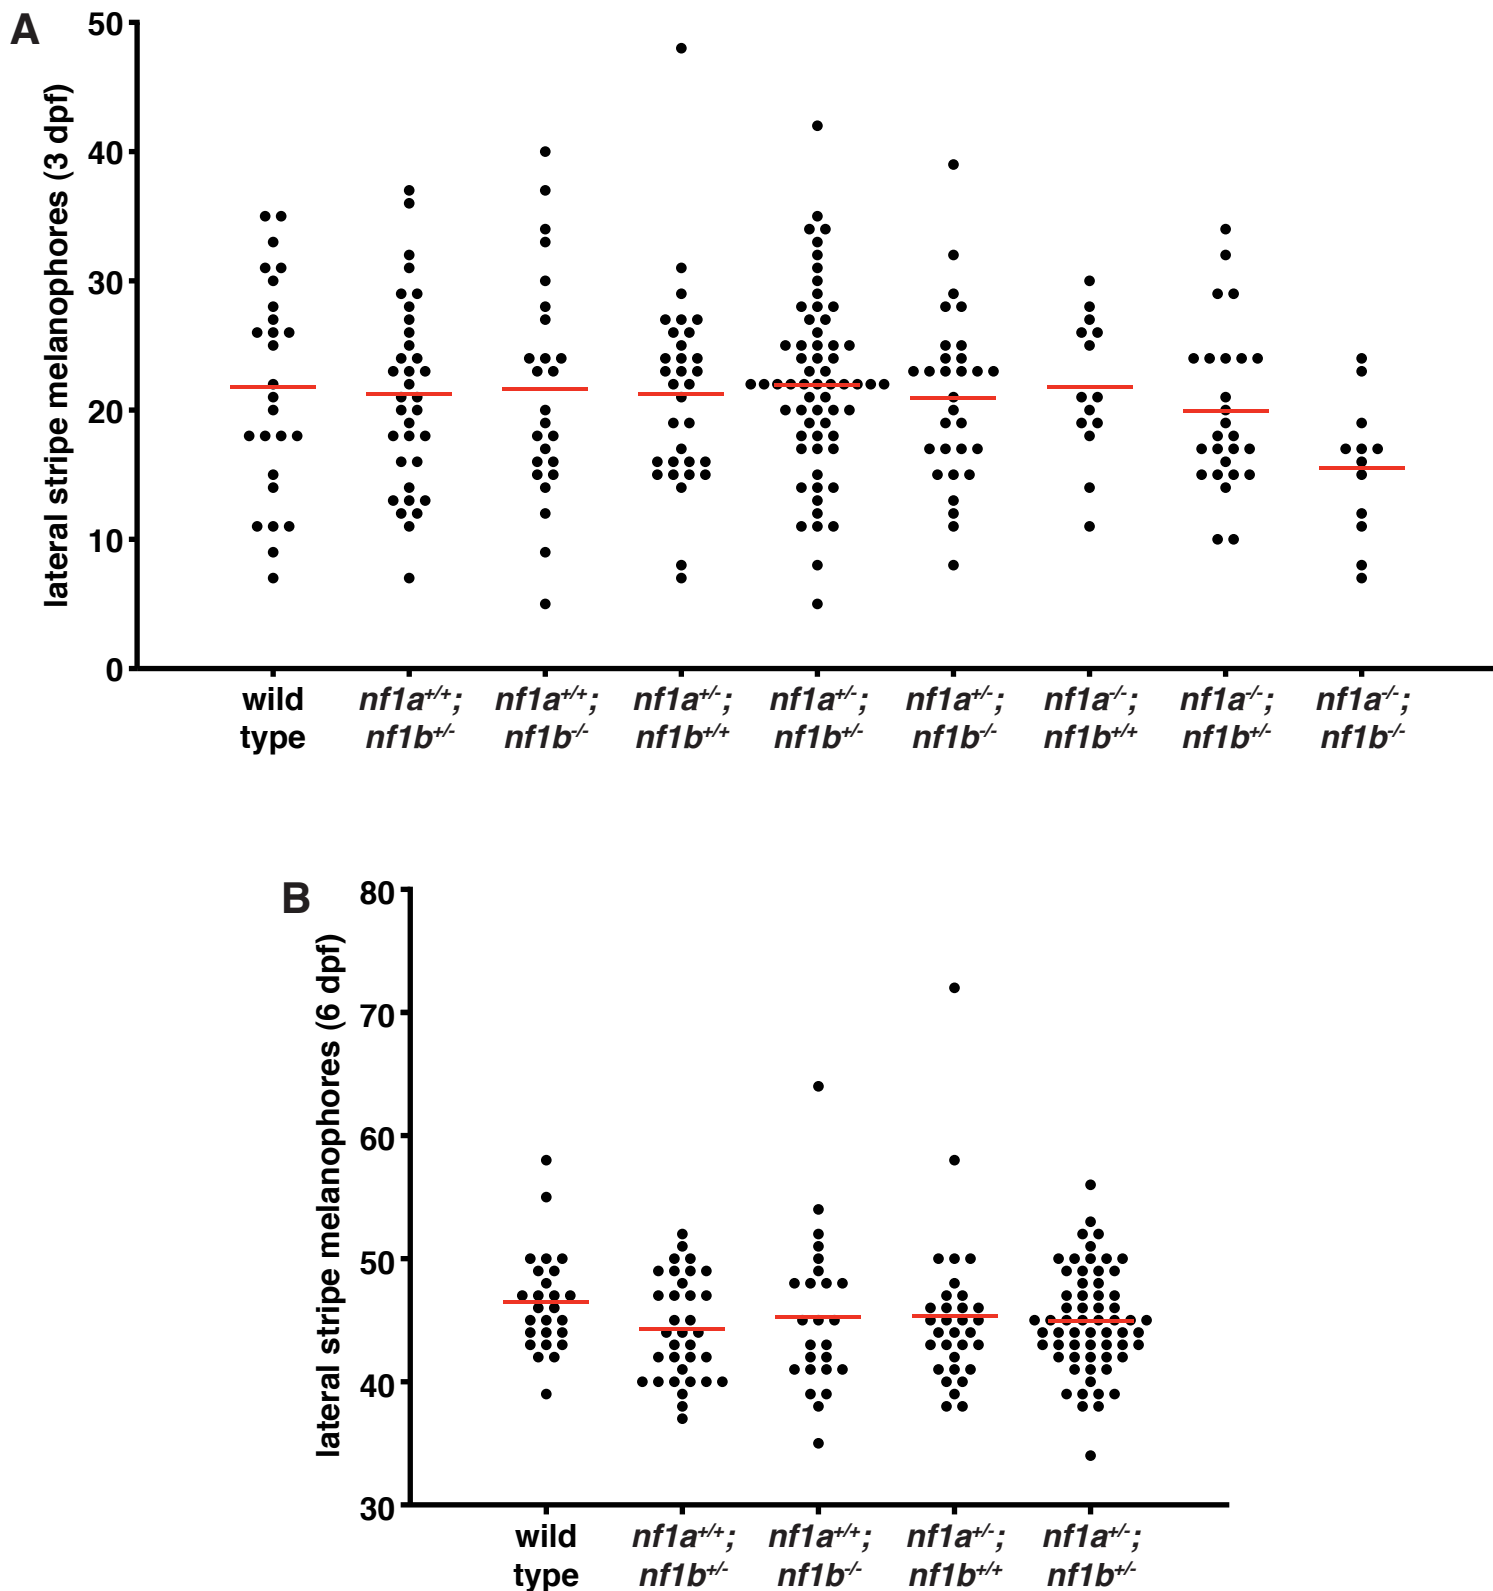 A
lateral stripe melanophores (3 dpf)
50
40
30
20
10
0
wild type
nf1a+/+; nf1b+/-
nf1a+/+; nf1b-/-
nf1a+/-; nf1b+/+
nf1a+/-; nf1b+/-
nf1a+/-; nf1b-/-
nf1a-/-; nf1b+/+
nf1a-/-; nf1b+/-
nf1a-/-; nf1b-/-
B
lateral stripe melanophores (6 dpf)
80
70
60
50
40
30
wild type
nf1a+/+; nf1b+/-
nf1a+/+; nf1b-/-
nf1a+/-; nf1b+/+
nf1a+/-; nf1b+/-